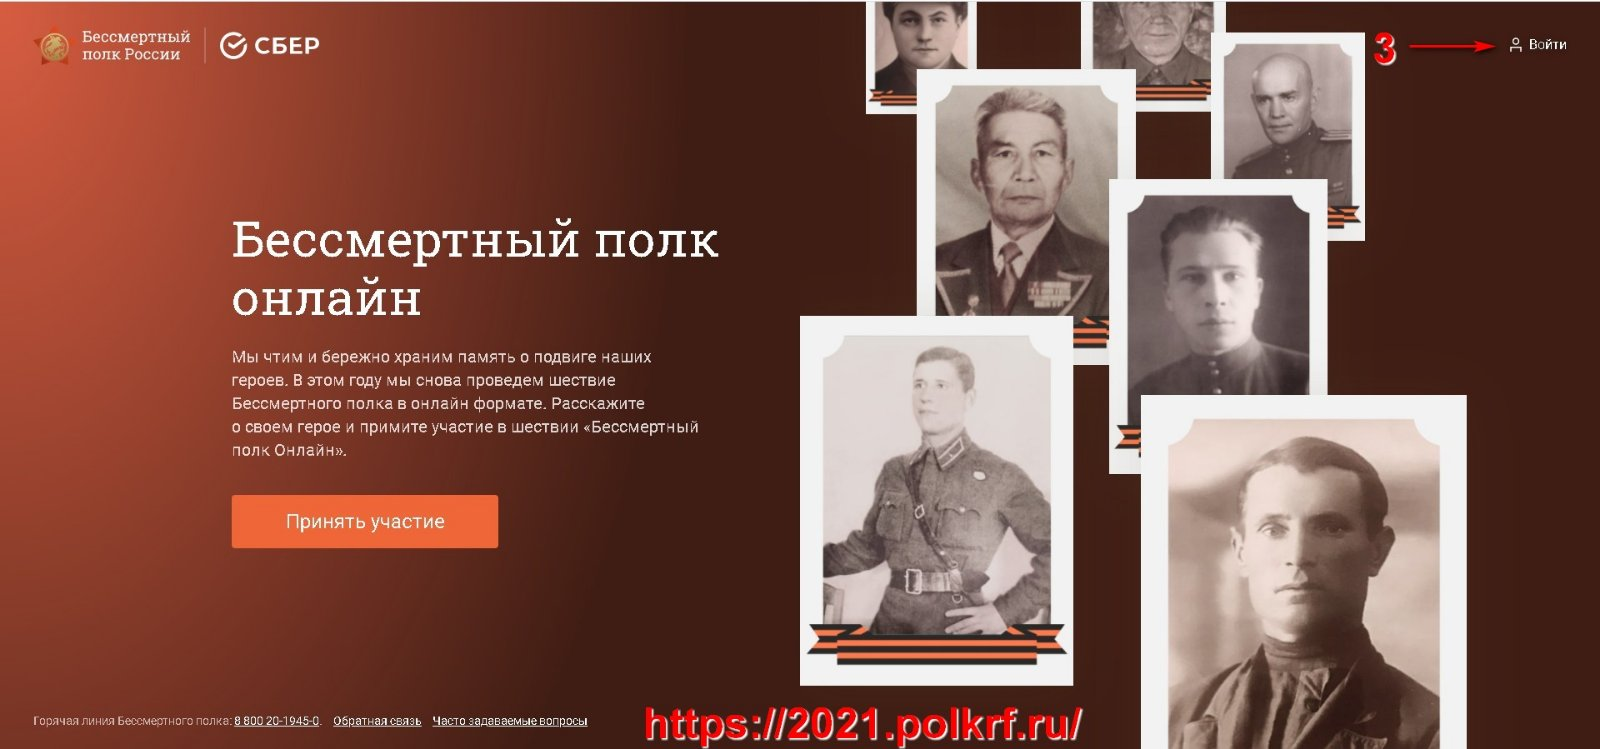 Бессмертный
полк России
СБЕР
3
Войти
Бессмертный полк
онлайн
Мы чтим и бережно храним память о подвиге наших
героев. В этом году мы снова проведем шествие
Бессмертного полка в онлайн формате. Расскажите
о своем герое и примите участие в шествии «Бессмертный
полк Онлайн».
Принять участие
Горячая линия Бессмертного полка: 8 800 20-1945-0. Обратная связь Часто задаваемые вопросы
https://2021.polkrf.ru/